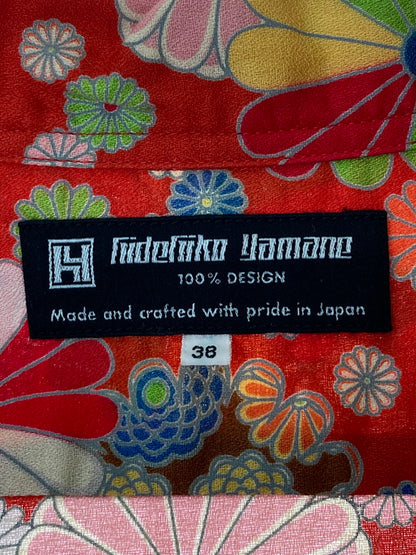 H Hidehiko Yamane
100% DESIGN
Made and crafted with pride in Japan
38